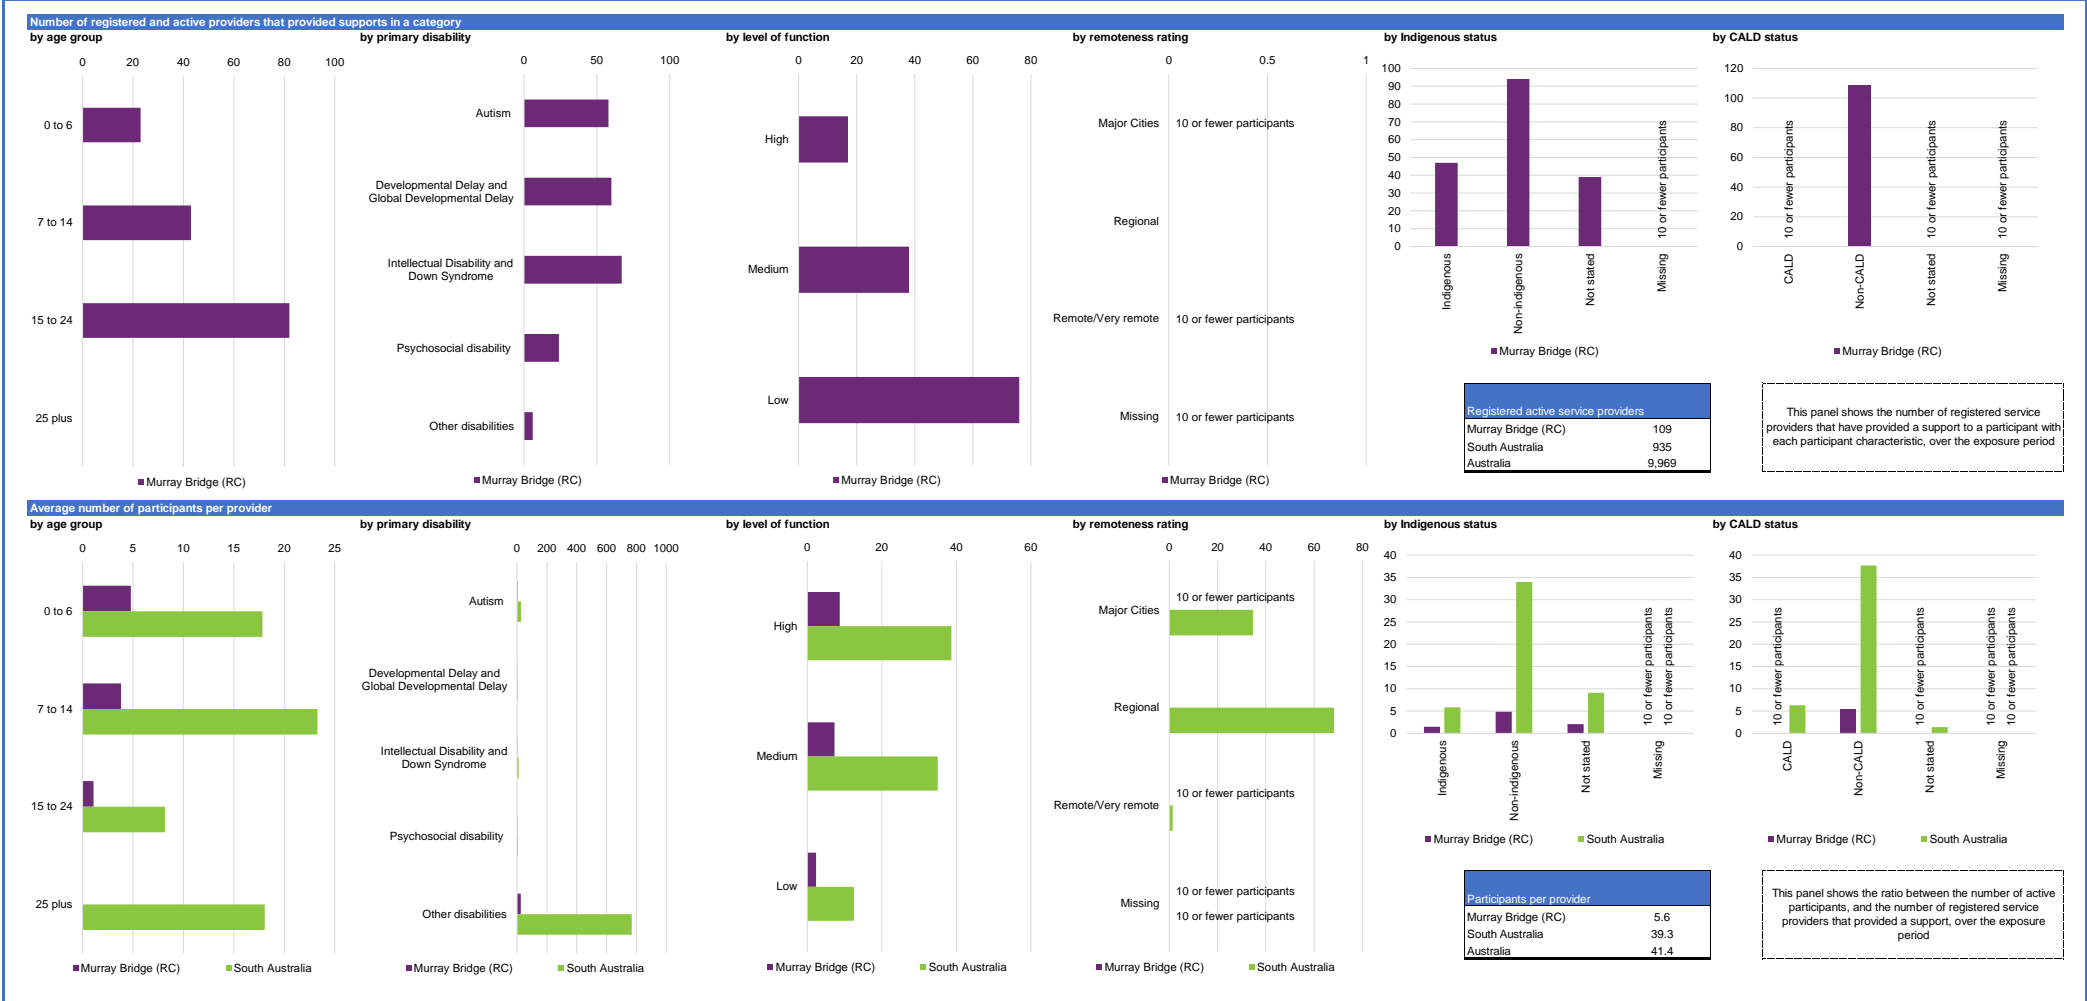 Number of registered and active providers that provided supports in a category
by age group
0 20 40 60 80 100
0 to 6
7 to 14
15 to 24
25 plus
Murray Bridge (RC)
by primary disability
0 50 100
Autism
Developmental Delay and
Global Developmental Delay
Intellectual Disability and
Down Syndrome
Psychosocial disability
Other disabilities
Murray Bridge (RC)
by level of function
0 20 40 60 80
High
Medium
Low
Murray Bridge (RC)
by remoteness rating
0 0.5 1
Major Cities 10 or fewer participants
Regional
Remote/Very remote 10 or fewer participants
Missing 10 or fewer participants
Murray Bridge (RC)
by Indigenous status
100
90
80
70
60
50
40
30
20
10
0
10 or fewer participants
Indigenous
Non-indigenous
Not stated
Missing
Murray Bridge (RC)
by CALD status
120
100
80
60
40
20
0
10 or fewer participants
10 or fewer participants
10 or fewer participants
CALD
Non-CALD
Not stated
Missing
Murray Bridge (RC)
Registered active service providers
Murray Bridge (RC) 109
South Australia 935
Australia 9,969
This panel shows the number of registered service
providers that have provided a support to a participant with
each participant characteristic, over the exposure period
Average number of participants per provider
by age group
0 5 10 15 20 25
0 to 6
7 to 14
15 to 24
25 plus
Murray Bridge (RC) South Australia
by primary disability
0 200 400 600 800 1000
Autism
Developmental Delay and
Global Developmental Delay
Intellectual Disability and
Down Syndrome
Psychosocial disability
Other disabilities
Murray Bridge (RC) South Australia
by level of function
0 20 40 60
High
Medium
Low
Murray Bridge (RC) South Australia
by remoteness rating
0 20 40 60 80
10 or fewer participants
Major Cities
Regional
10 or fewer participants
Remote/Very remote
10 or fewer participants
Missing
10 or fewer participants
Murray Bridge (RC) South Australia
by Indigenous status
40
35
30
25
20
15
10
5
0
10 or fewer participants
10 or fewer participants
Indigenous
Non-indigenous
Not stated
Missing
Murray Bridge (RC) South Australia
by CALD status
40
35
30
25
20
15
10
5
0
10 or fewer participants
10 or fewer participants
10 or fewer participants
10 or fewer participants
CALD
Non-CALD
Not stated
Missing
Murray Bridge (RC) South Australia
Participants per provider
Murray Bridge (RC) 5.6
South Australia 39.3
Australia 41.4
This panel shows the ratio between the number of active
participants, and the number of registered service
providers that provided a support, over the exposure
period